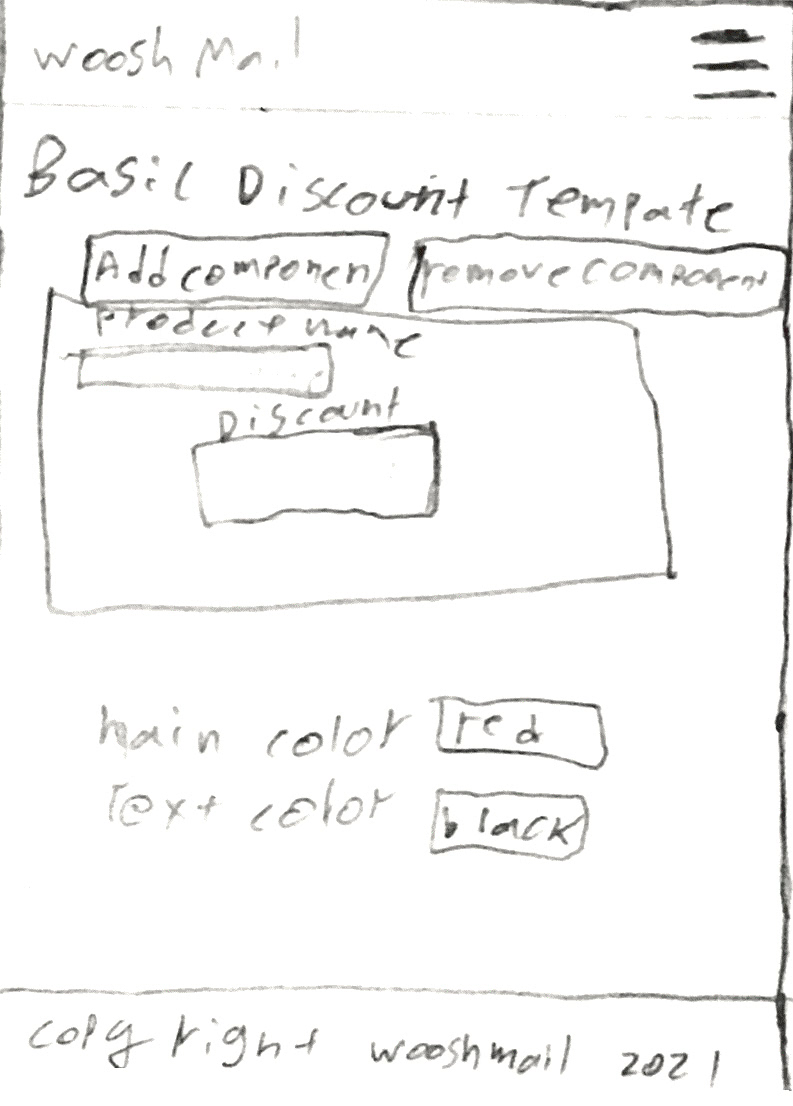 woosh Mail
Basic Discount Tempate
Add componen
remove component
Product name
Discount
main color red
Text color black
copyright wooshmail 2021